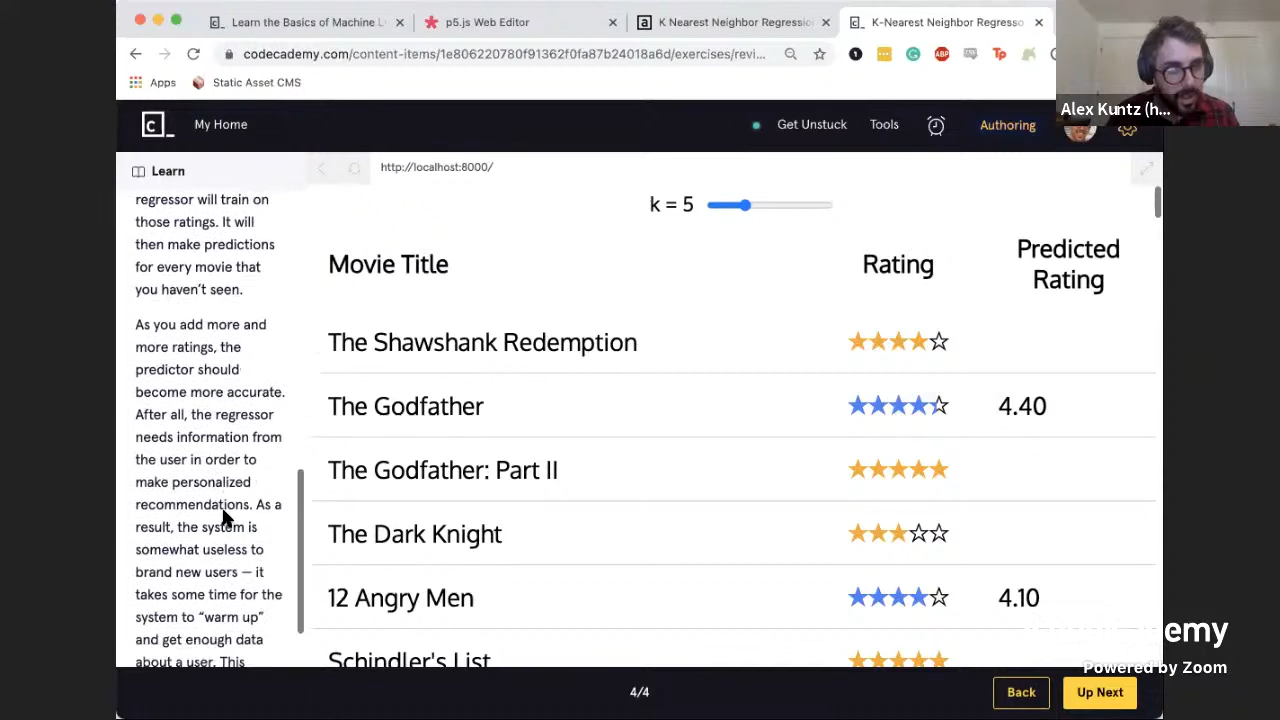 Learn the Basics of Machine L
p5.js Web Editor
K Nearest Neighbor Regressio
K-Nearest Neighbor Regresso
codecademy.com/content-items/1e806220780f91362f0fa87b24018a6d/exercises/revi...
ABP
Tp
Apps
Static Asset CMS
Alex Kuntz (h...
My Home
Get Unstuck
Tools
Authoring
Learn
http://localhost:8000/
regressor will train on
those ratings. It will
then make predictions
for every movie that
you haven't seen.
As you add more and
more ratings, the
predictor should
become more accurate.
After all, the regressor
needs information from
the user in order to
make personalized
recommendations. As a
result, the system is
somewhat useless to
brand new users — it
takes some time for the
system to “warm up”
and get enough data
about a user. This
k = 5
Movie Title
Rating
Predicted
Rating
The Shawshank Redemption
The Godfather
4.40
The Godfather: Part II
The Dark Knight
12 Angry Men
4.10
Schindler's List
Powered by Zoom
4/4
Back
Up Next